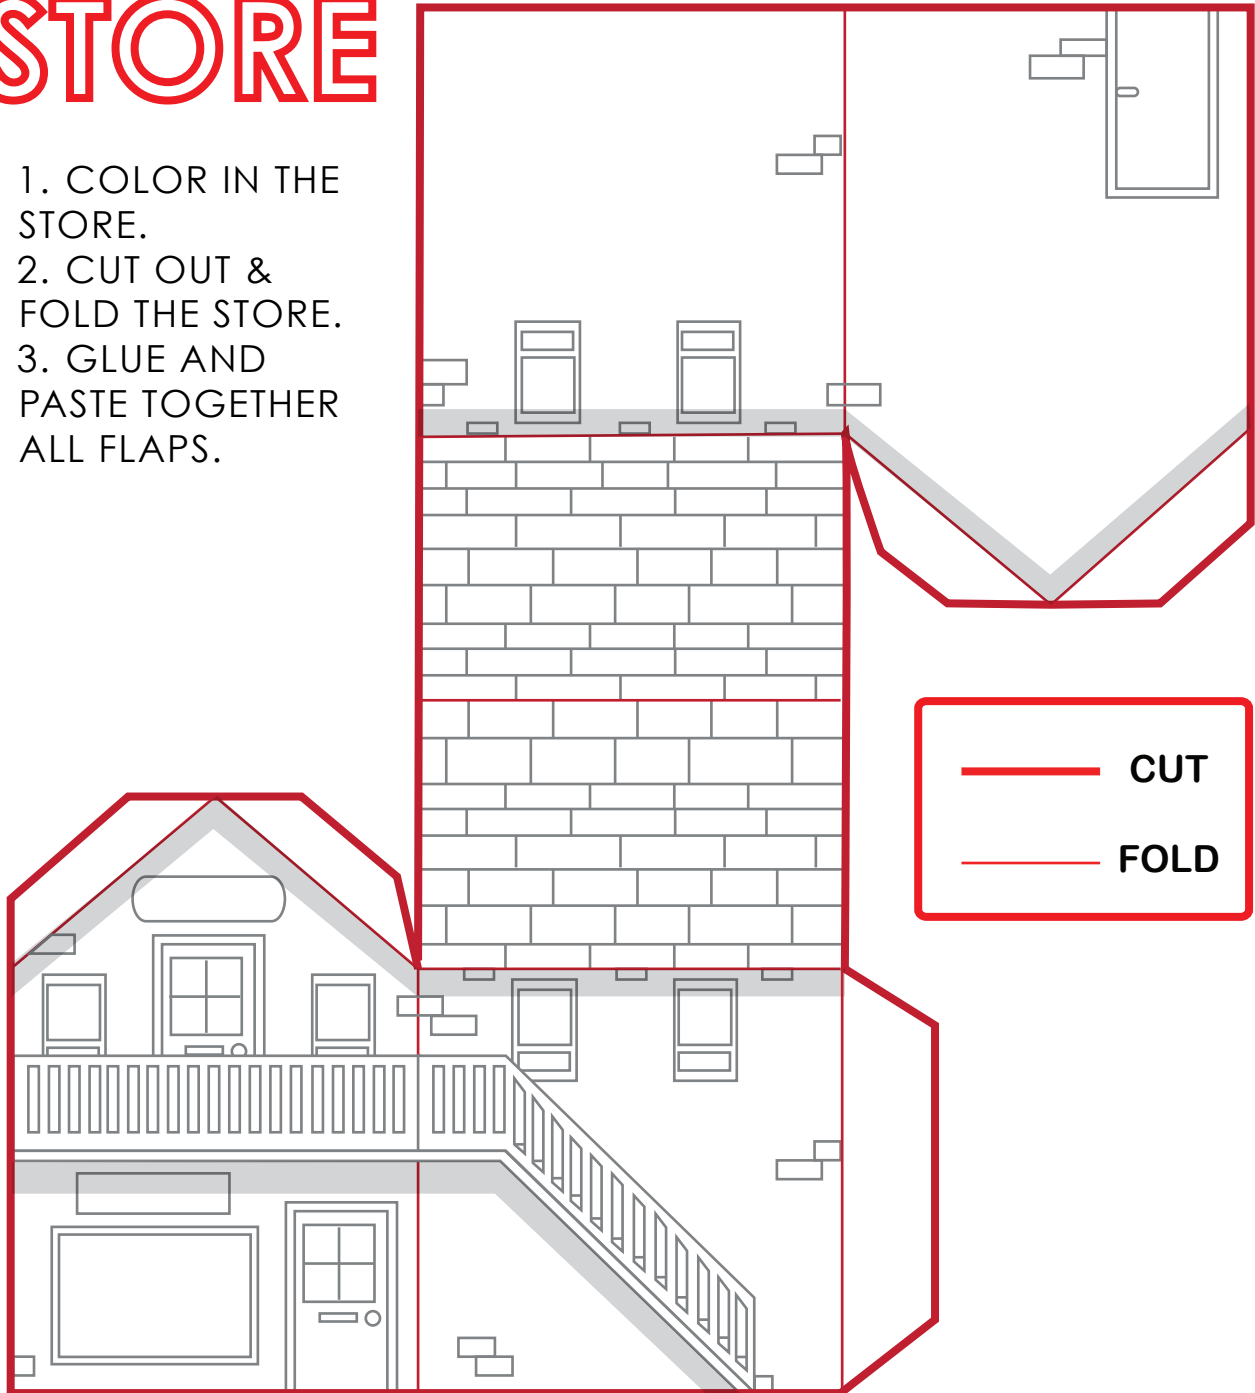 STORE
1. COLOR IN THE
STORE.
2. CUT OUT &
FOLD THE STORE.
3. GLUE AND
PASTE TOGETHER
ALL FLAPS.
CUT
FOLD